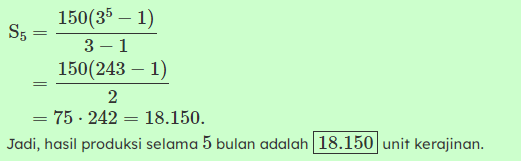 S₅ = 150(3⁵ – 1) / 3 – 1
= 150(243 – 1) / 2
= 75 · 242 = 18.150.
Jadi, hasil produksi selama 5 bulan adalah 18.150 unit kerajinan.